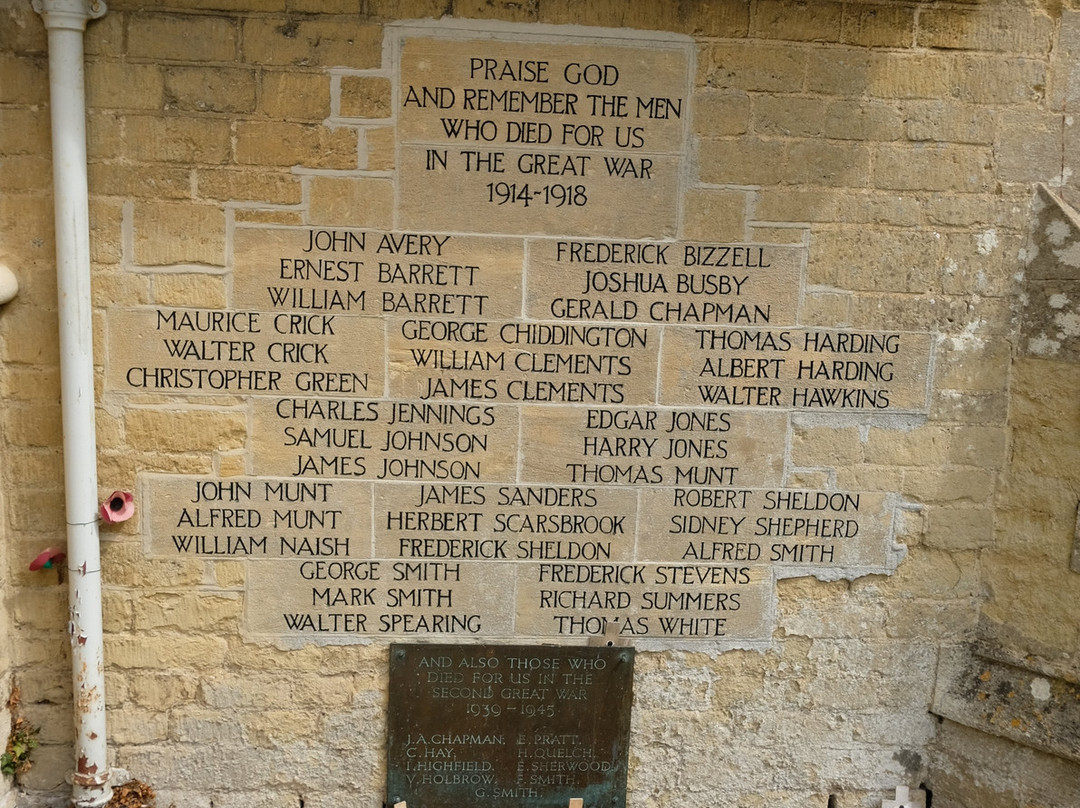 PRAISE GOD
AND REMEMBER THE MEN
WHO DIED FOR US
IN THE GREAT WAR
1914-1918
JOHN AVERY
ERNEST BARRETT
WILLIAM BARRETT
FREDERICK BIZZELL
JOSHUA BUSBY
GERALD CHAPMAN
MAURICE CRICK
WALTER CRICK
CHRISTOPHER GREEN
GEORGE CHIDDINGTON
WILLIAM CLEMENTS
JAMES CLEMENTS
THOMAS HARDING
ALBERT HARDING
WALTER HAWKINS
CHARLES JENNINGS
SAMUEL JOHNSON
JAMES JOHNSON
EDGAR JONES
HARRY JONES
THOMAS MUNT
JOHN MUNT
ALFRED MUNT
WILLIAM NAISH
JAMES SANDERS
HERBERT SCARSBROOK
FREDERICK SHELDON
ROBERT SHELDON
SIDNEY SHEPHERD
ALFRED SMITH
GEORGE SMITH
MARK SMITH
WALTER SPEARING
FREDERICK STEVENS
RICHARD SUMMERS
THOMAS WHITE
AND ALSO THOSE WHO
DIED FOR US IN THE
SECOND GREAT WAR
1939-1945
J.A.CHAPMAN.
C.HAY.
I.HIGHFIELD.
V.HOLBROW.
E.PRATT.
H.QUELCH.
E.SHERWOOD.
F.SMITH.
G.SMITH.